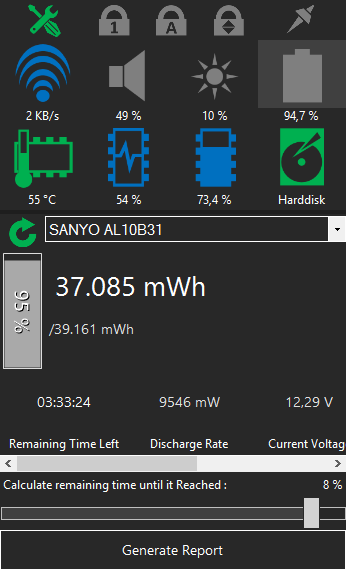 1 A
2 KB/s 49 % 10 % 94,7 %
55 °C 54 % 73,4 % Harddisk
SANYO AL10B31
95 %
37.085 mWh
/39.161 mWh
03:33:24 9546 mW 12,29 V
Remaining Time Left Discharge Rate Current Voltag
Calculate remaining time until it Reached : 8 %
Generate Report